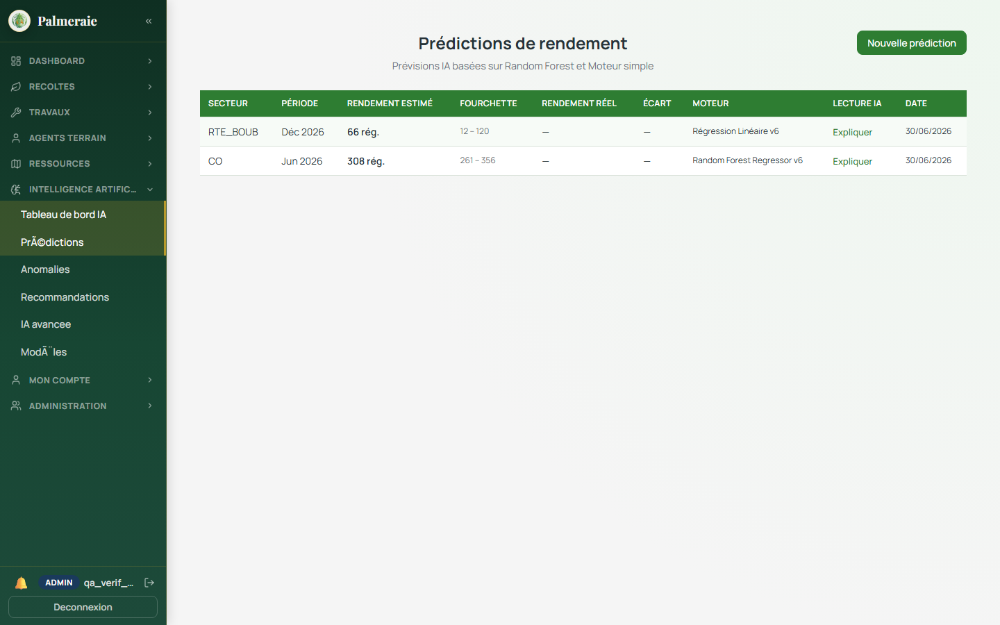 Palmeraie
«
DASHBOARD
RECOLTES
TRAVAUX
AGENTS TERRAIN
RESSOURCES
INTELLIGENCE ARTIFIC...
Tableau de bord IA
PrÃ©dictions
Anomalies
Recommandations
IA avancee
ModÃ¨les
MON COMPTE
ADMINISTRATION
ADMIN qa_verif_...
Deconnexion
Prédictions de rendement
Prévisions IA basées sur Random Forest et Moteur simple
Nouvelle prédiction
SECTEUR PÉRIODE RENDEMENT ESTIMÉ FOURCHETTE RENDEMENT RÉEL ÉCART MOTEUR LECTURE IA DATE
RTE_BOUB Déc 2026 66 rég. 12 – 120 — — Régression Linéaire v6 Expliquer 30/06/2026
CO Jun 2026 308 rég. 261 – 356 — — Random Forest Regressor v6 Expliquer 30/06/2026